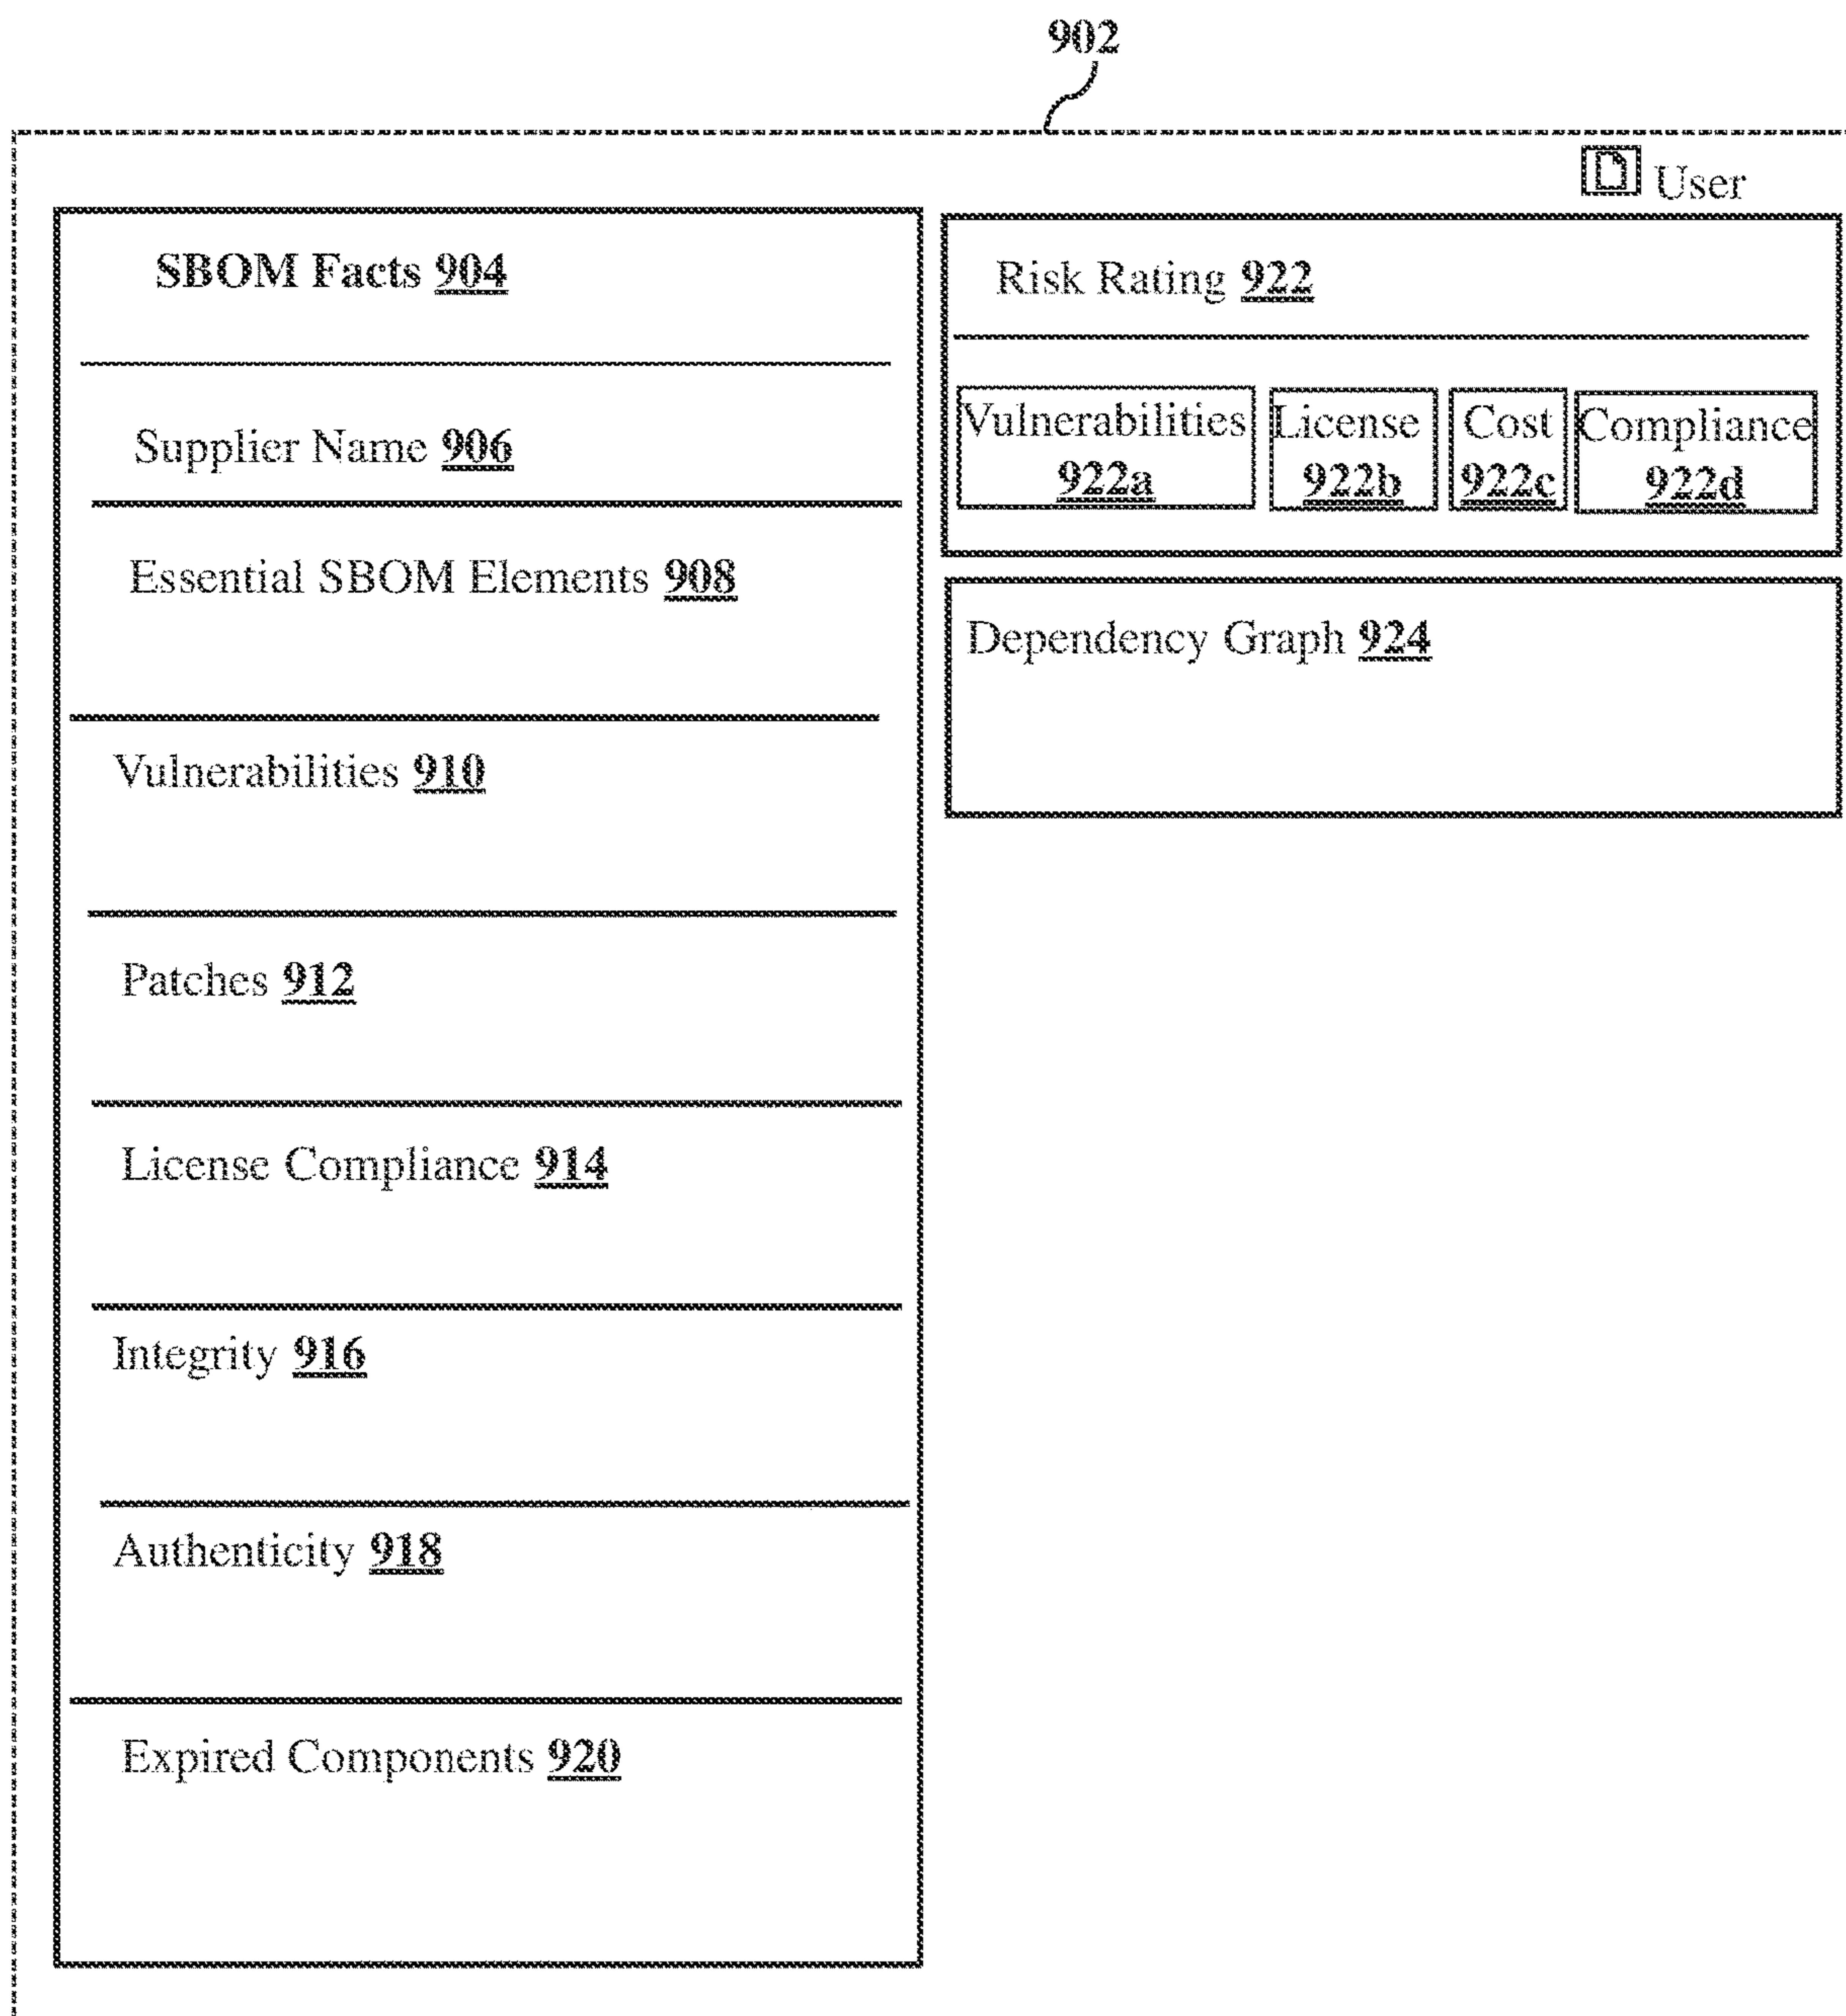 902
User
SBOM Facts 904
Supplier Name 906
Essential SBOM Elements 908
Vulnerabilities 910
Patches 912
License Compliance 914
Integrity 916
Authenticity 918
Expired Components 920
Risk Rating 922
Vulnerabilities
922a
License
922b
Cost
922c
Compliance
922d
Dependency Graph 924